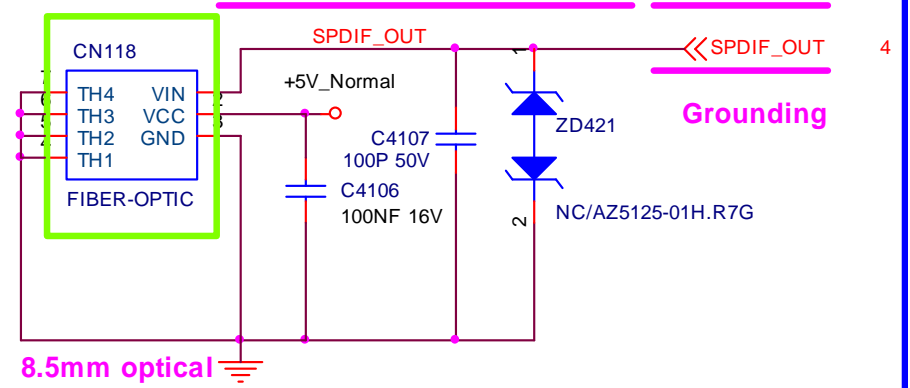 CN118
SPDIF_OUT
SPDIF_OUT
4
+5V_Normal
1
TH4
VIN
2
TH3
VCC
TH2
GND
TH1
C4107
100P 50V
ZD421
Grounding
FIBER-OPTIC
C4106
100NF 16V
2
NC/AZ5125-01H.R7G
8.5mm optical